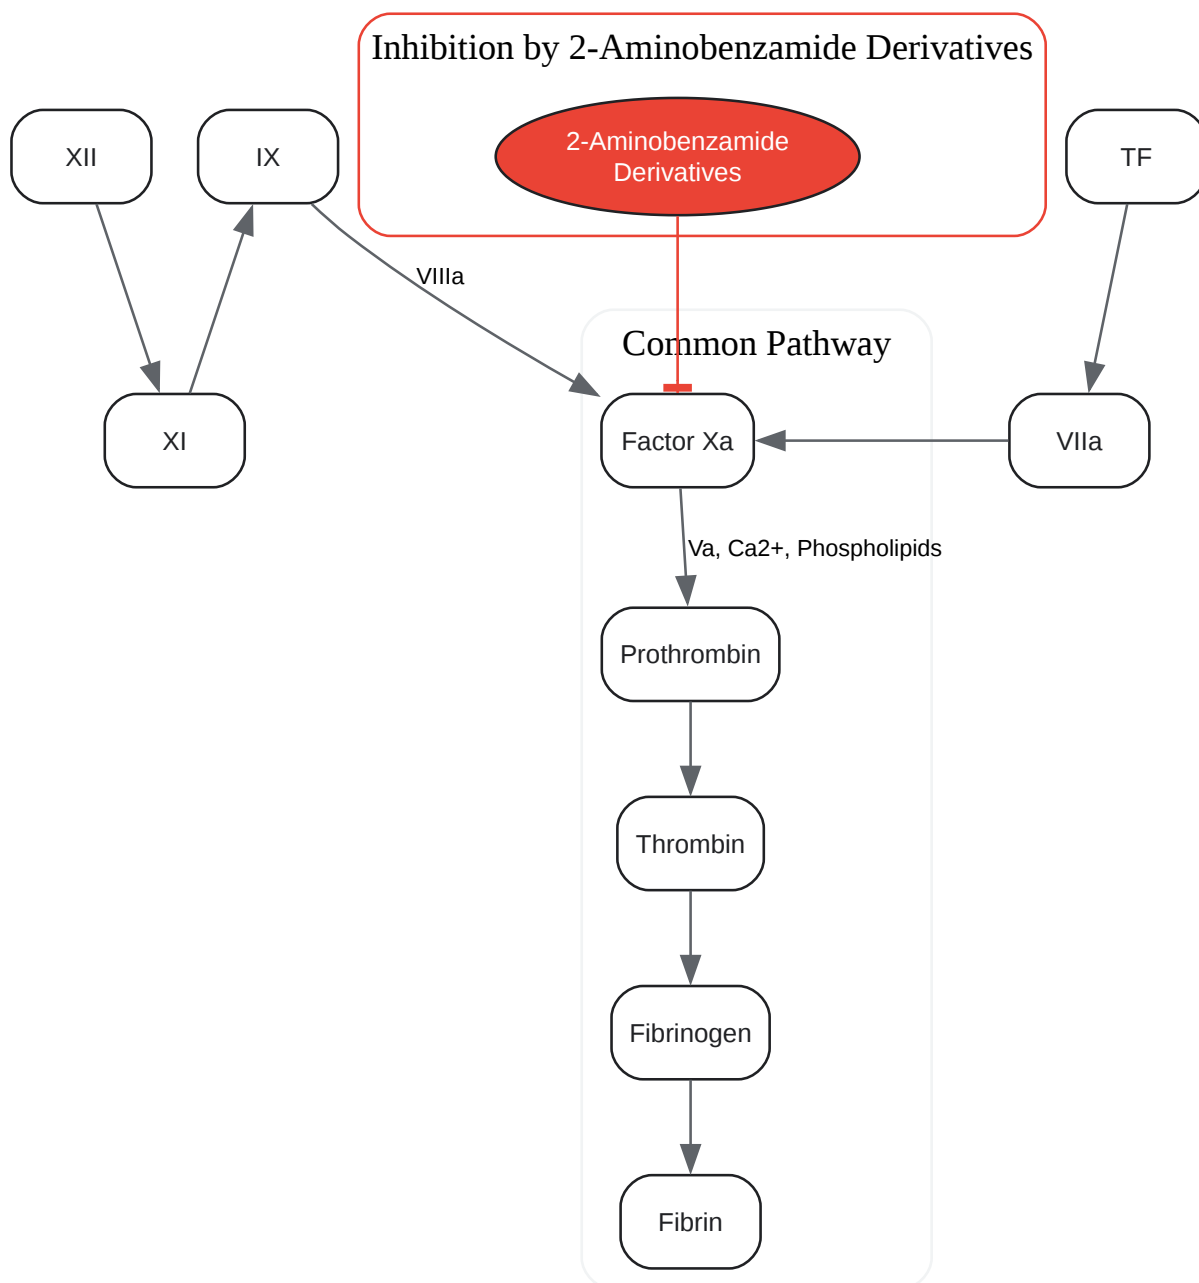 Inhibition by 2-Aminobenzamide Derivatives
XII
IX
2-Aminobenzamide
Derivatives
TF
VIIIa
Common Pathway
XI
Factor Xa
VIIa
Va, Ca2+, Phospholipids
Prothrombin
Thrombin
Fibrinogen
Fibrin